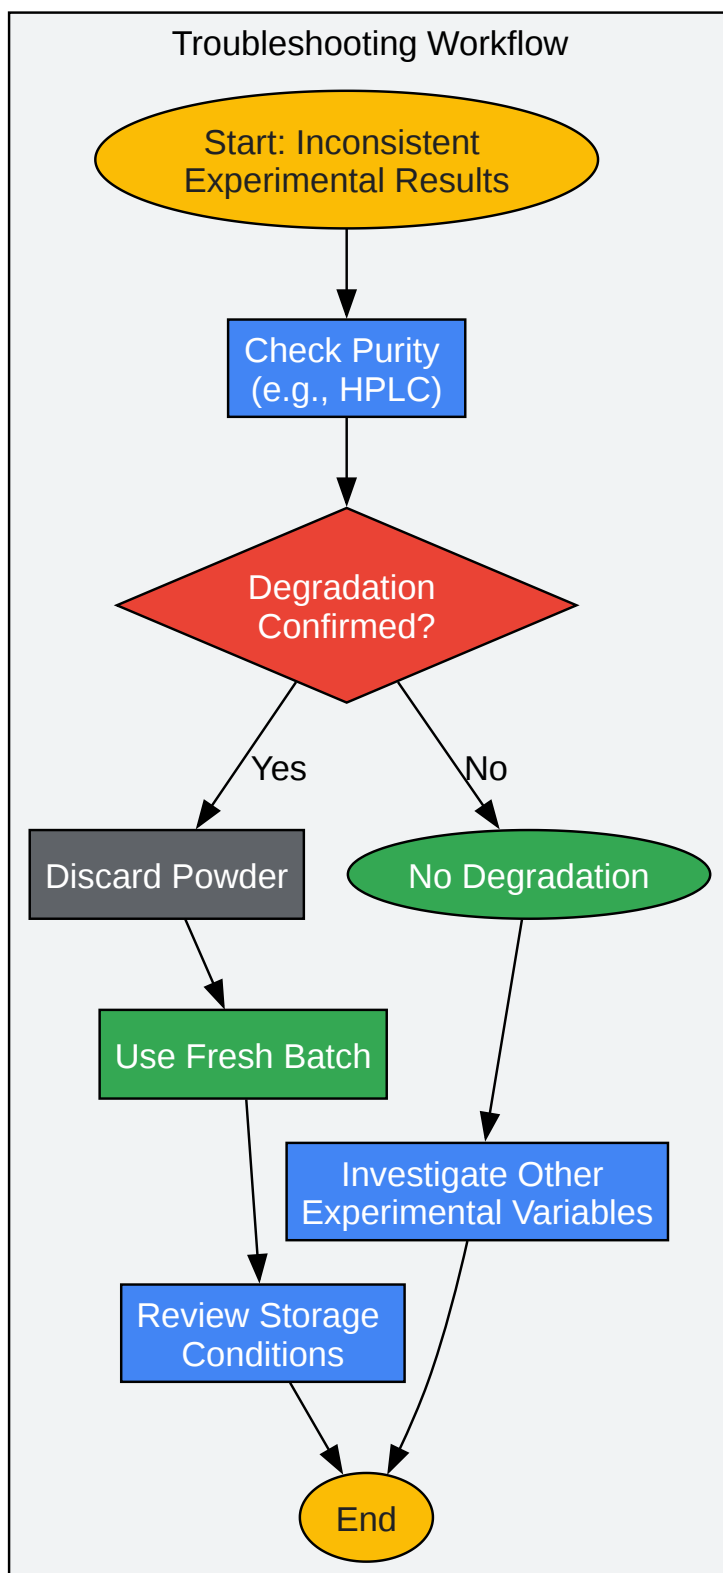 Troubleshooting Workflow
Start: Inconsistent
Experimental Results
Check Purity
(e.g., HPLC)
Degradation
Confirmed?
Yes
No
Discard Powder
No Degradation
Use Fresh Batch
Investigate Other
Experimental Variables
Review Storage
Conditions
End